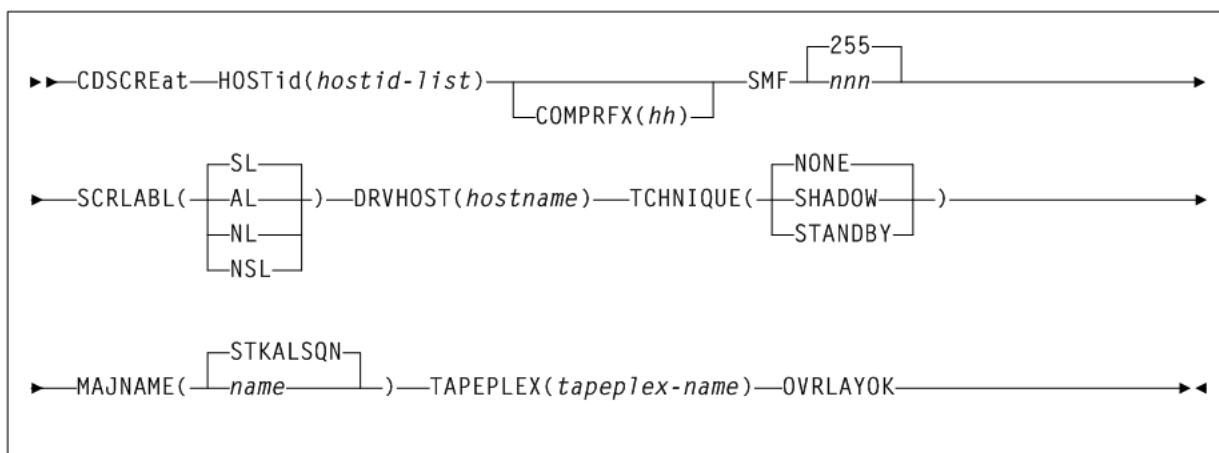 255
CDSCREat HOSTid(hostid-list) SMF nnn
COMPRFX(hh)
SL NONE
SCRLABL( AL ) DRVHOST(hostname) TCHNIQUE( SHADOW )
NL STANDBY
NSL
STKALSQN
MAJNAME( name ) TAPEPLEX(tapeplex-name) OVRLAYOK